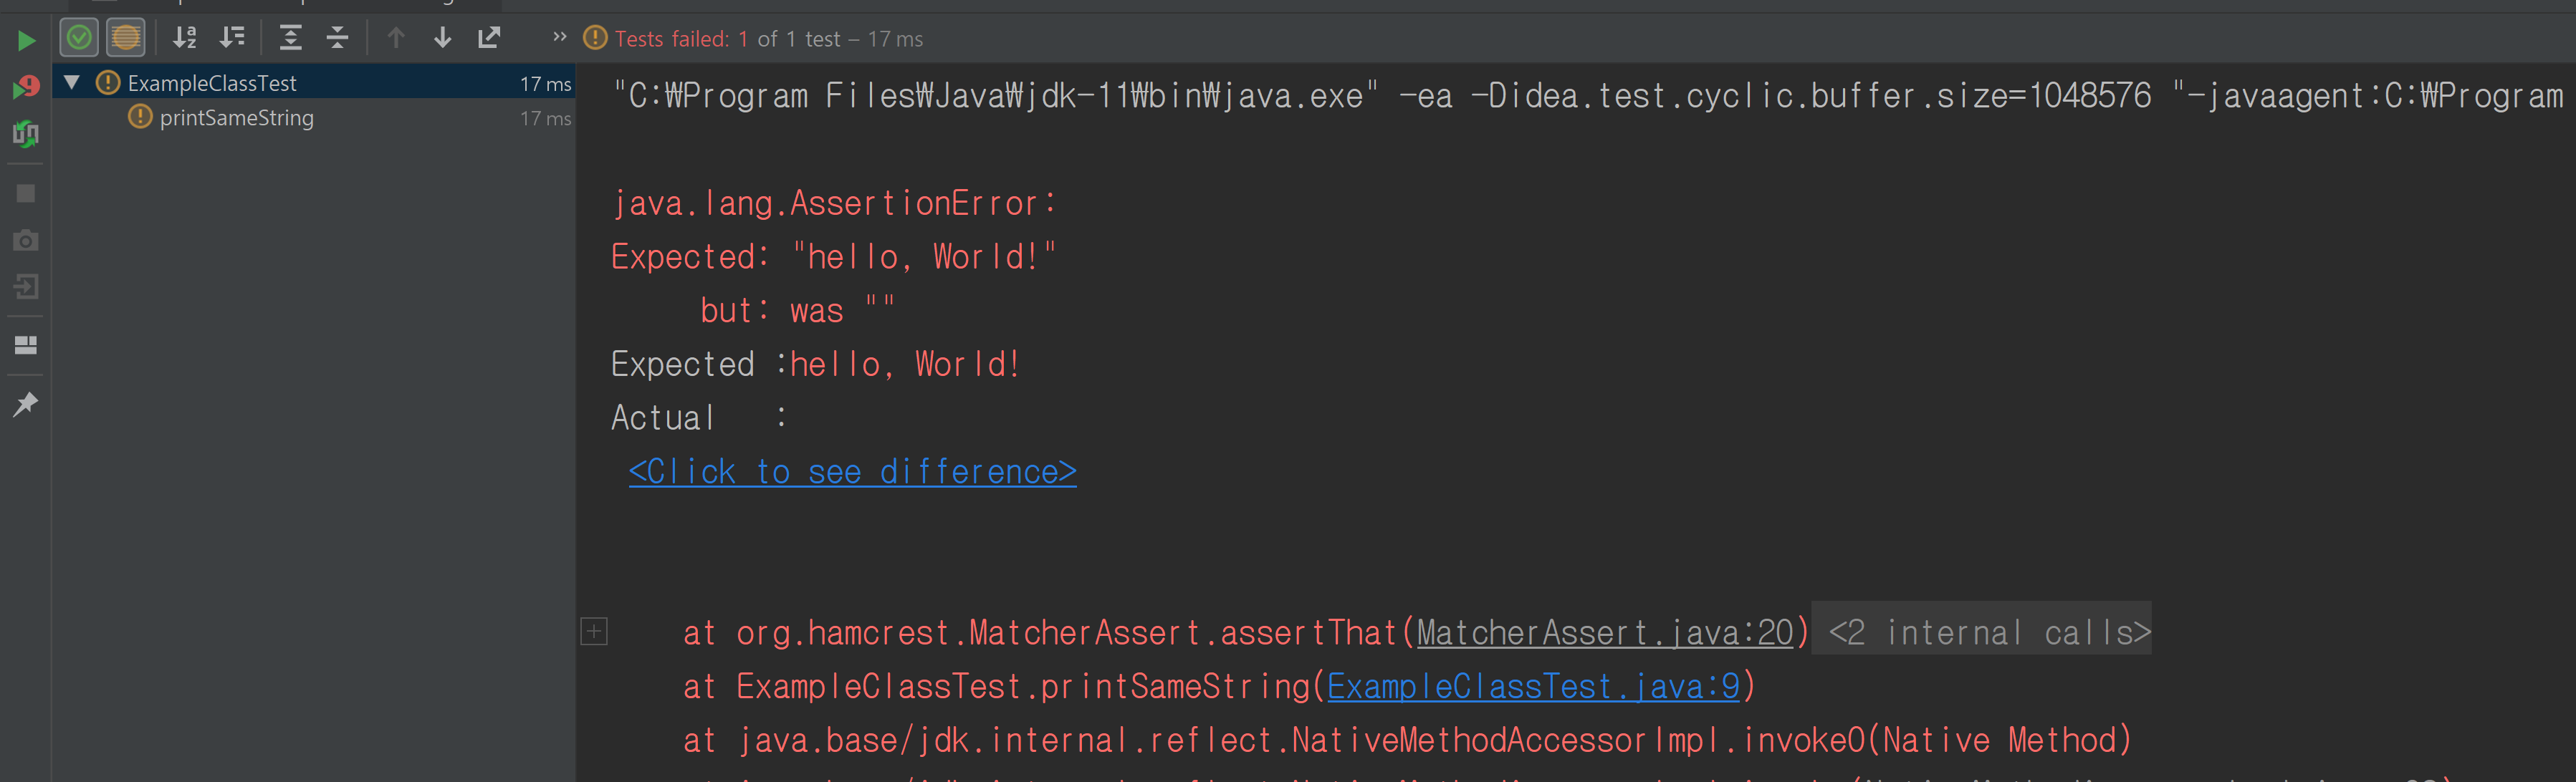 Tests failed: 1 of 1 test – 17 ms
ExampleClassTest 17 ms
printSameString 17 ms
"C:₩Program Files₩Java₩jdk-11₩bin₩java.exe" -ea -Didea.test.cyclic.buffer.size=1048576 "-javaagent:C:₩Program
java.lang.AssertionError:
Expected: "hello, World!"
but: was ""
Expected :hello, World!
Actual :
<Click to see difference>
at org.hamcrest.MatcherAssert.assertThat(MatcherAssert.java:20) <2 internal calls>
at ExampleClassTest.printSameString(ExampleClassTest.java:9)
at java.base/jdk.internal.reflect.NativeMethodAccessorImpl.invoke0(Native Method)